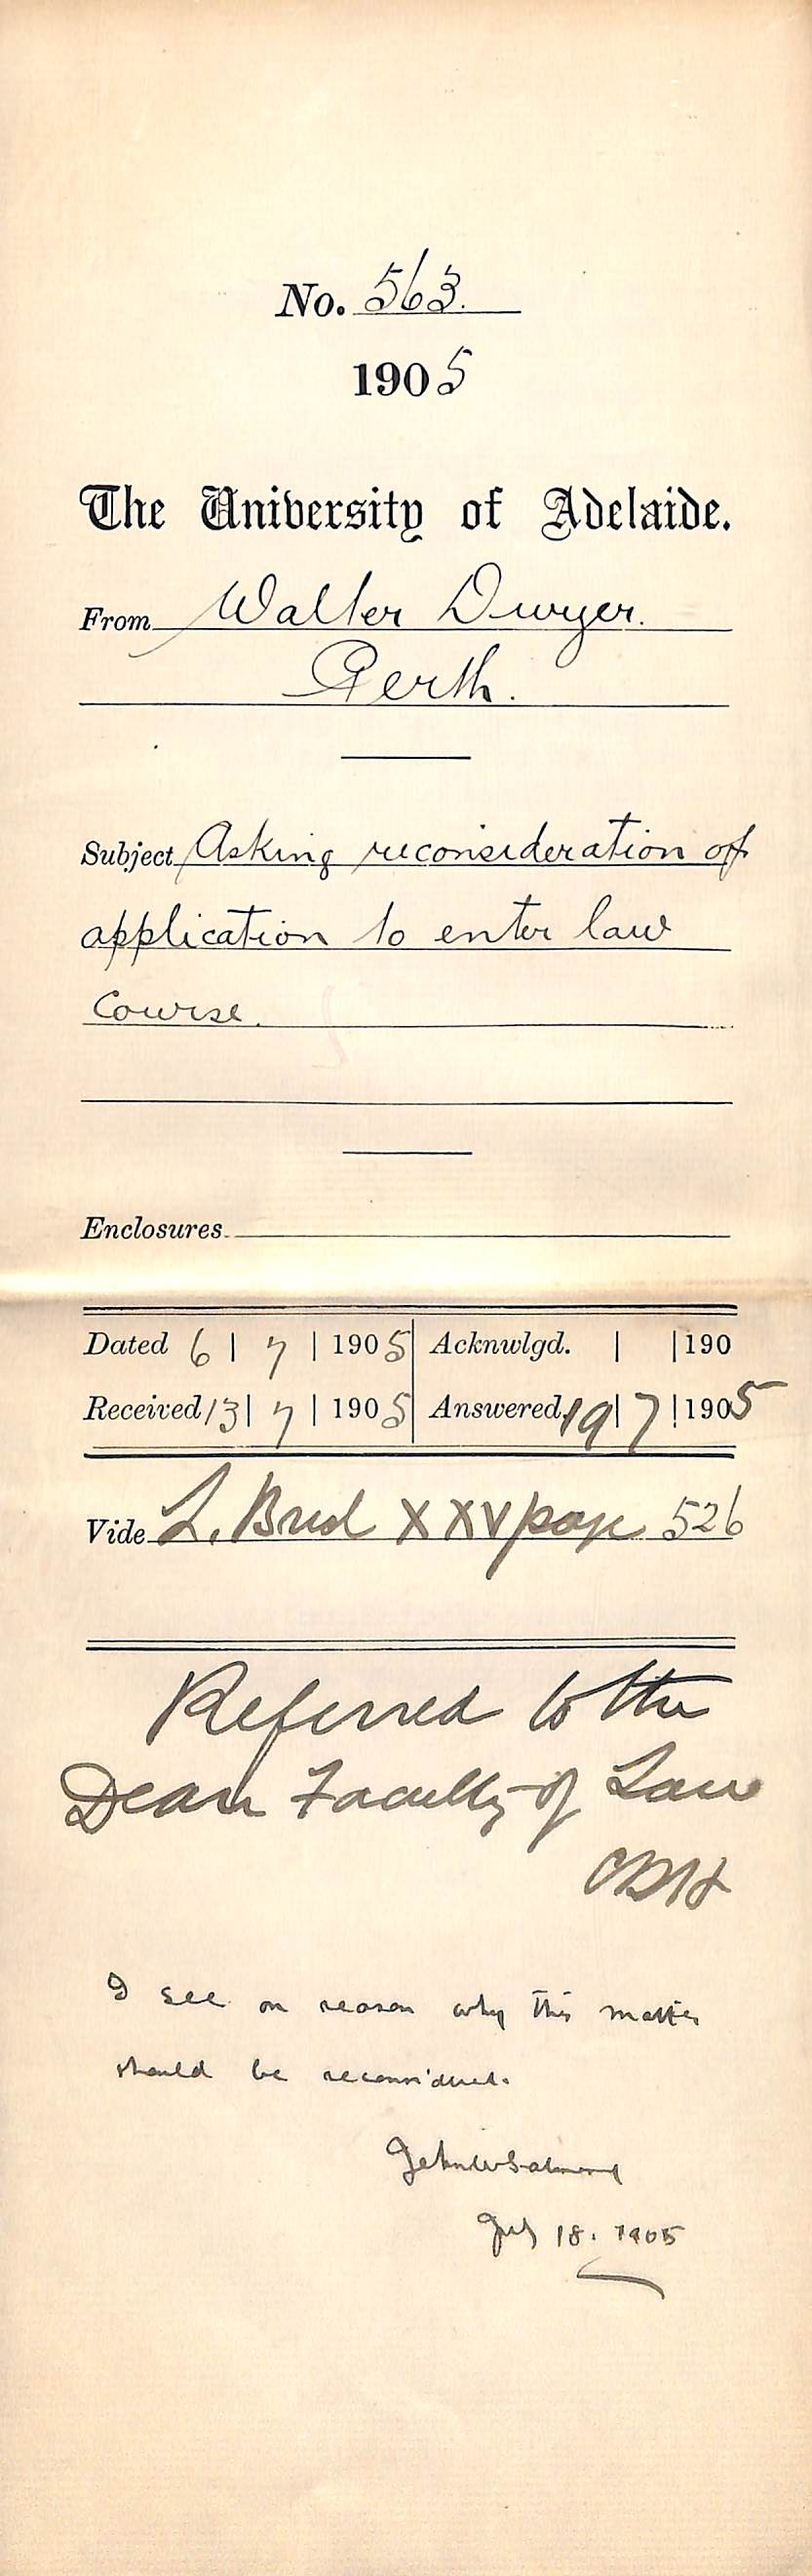 No. 563.
1905
The University of Adelaide.
From Walter Dwyer.
Perth.
Subject Asking reconsideration of
application to enter law
Course.
Enclosures
Dated 6 | 7 | 1905 Acknwlgd. | | 190
Received 13 | 7 | 1905 Answered 19 | 7 | 1905
Vide L. XXV page 526
Referred to the
Dean Faculty of Law
I see no reason why this matter
should be reconsidered.
John W Salmond
July 18. 1905